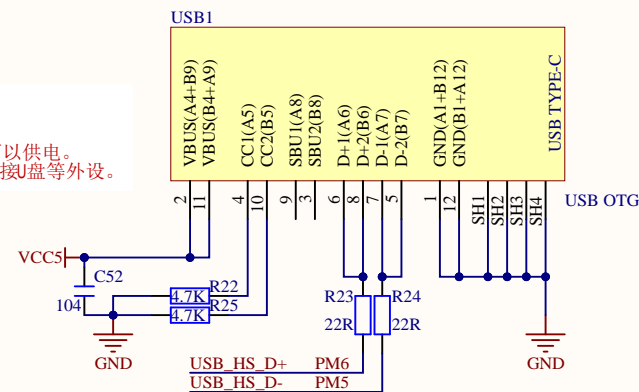 USB1
USB TYPE-C
VBUS(A4+B9)
VBUS(B4+A9)
CC1(A5)
CC2(B5)
SBU1(A8)
SBU2(B8)
D+1(A6)
D+2(B6)
D-1(A7)
D-2(B7)
GND(A1+B12)
GND(B1+A12)
以供电。
接U盘等外设。
2
11
4
10
9
3
6
8
7
5
1
12
SH1
SH2
SH3
SH4
USB OTG
VCC5
C52
104
R22
4.7K
R25
4.7K
R23
22R
R24
22R
GND
GND
USB_HS_D+ PM6
USB_HS_D- PM5